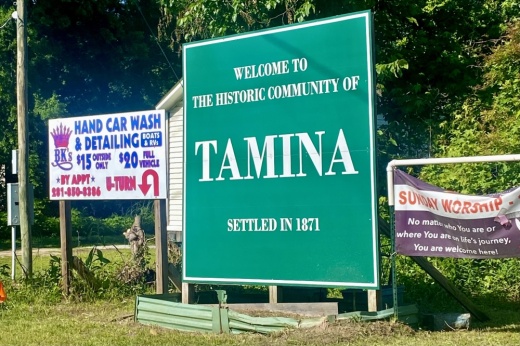 HAND CAR WASH
& DETAILING
BOATS
& RVs
BK's
$15 OUTSIDE ONLY
$20 FULL VEHICLE
*BY APPT*
281-850-8386
U-TURN
WELCOME TO
THE HISTORIC COMMUNITY OF
TAMINA
SETTLED IN 1871
SUNDAY WORSHIP
No matter who You are or
where You are on life's journey,
You are welcome here!